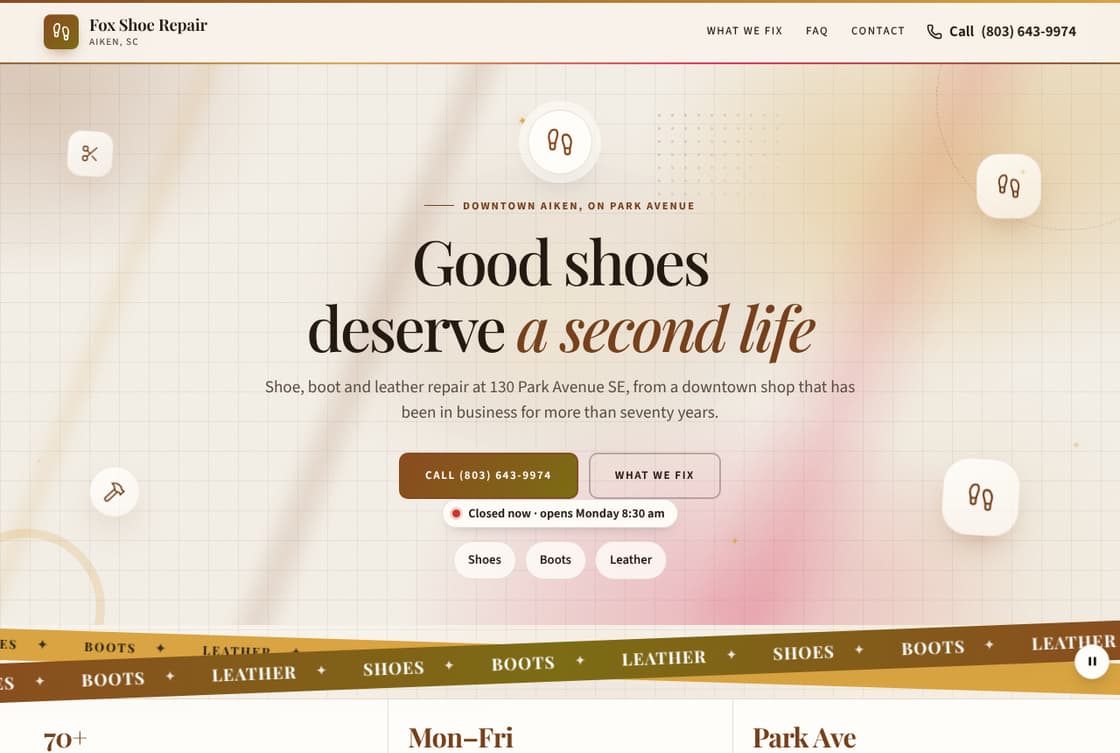 Fox Shoe Repair
AIKEN, SC
WHAT WE FIX FAQ CONTACT Call (803) 643-9974
DOWNTOWN AIKEN, ON PARK AVENUE
Good shoes
deserve a second life
Shoe, boot and leather repair at 130 Park Avenue SE, from a downtown shop that has
been in business for more than seventy years.
CALL (803) 643-9974 WHAT WE FIX
Closed now · opens Monday 8:30 am
Shoes Boots Leather
ES ✦ BOOTS ✦ LEATHER ✦
ES ✦ BOOTS ✦ LEATHER ✦ SHOES ✦ BOOTS ✦ LEATHER ✦ SHOES ✦ BOOTS ✦ LEATHER
70+ Mon–Fri Park Ave